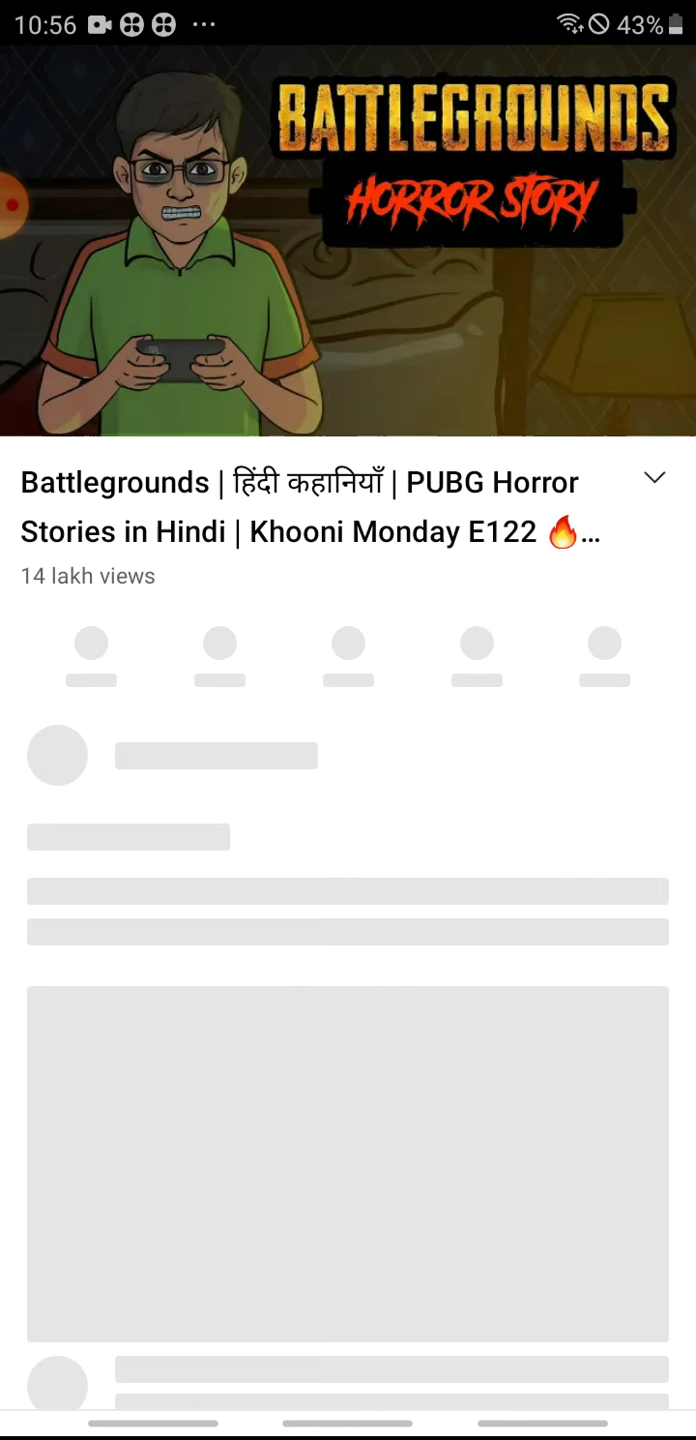 10:56
43%
BATTLEGROUNDS
HORROR STORY
Battlegrounds | हिंदी कहानियाँ | PUBG Horror
Stories in Hindi | Khooni Monday E122 🔥...
14 lakh views